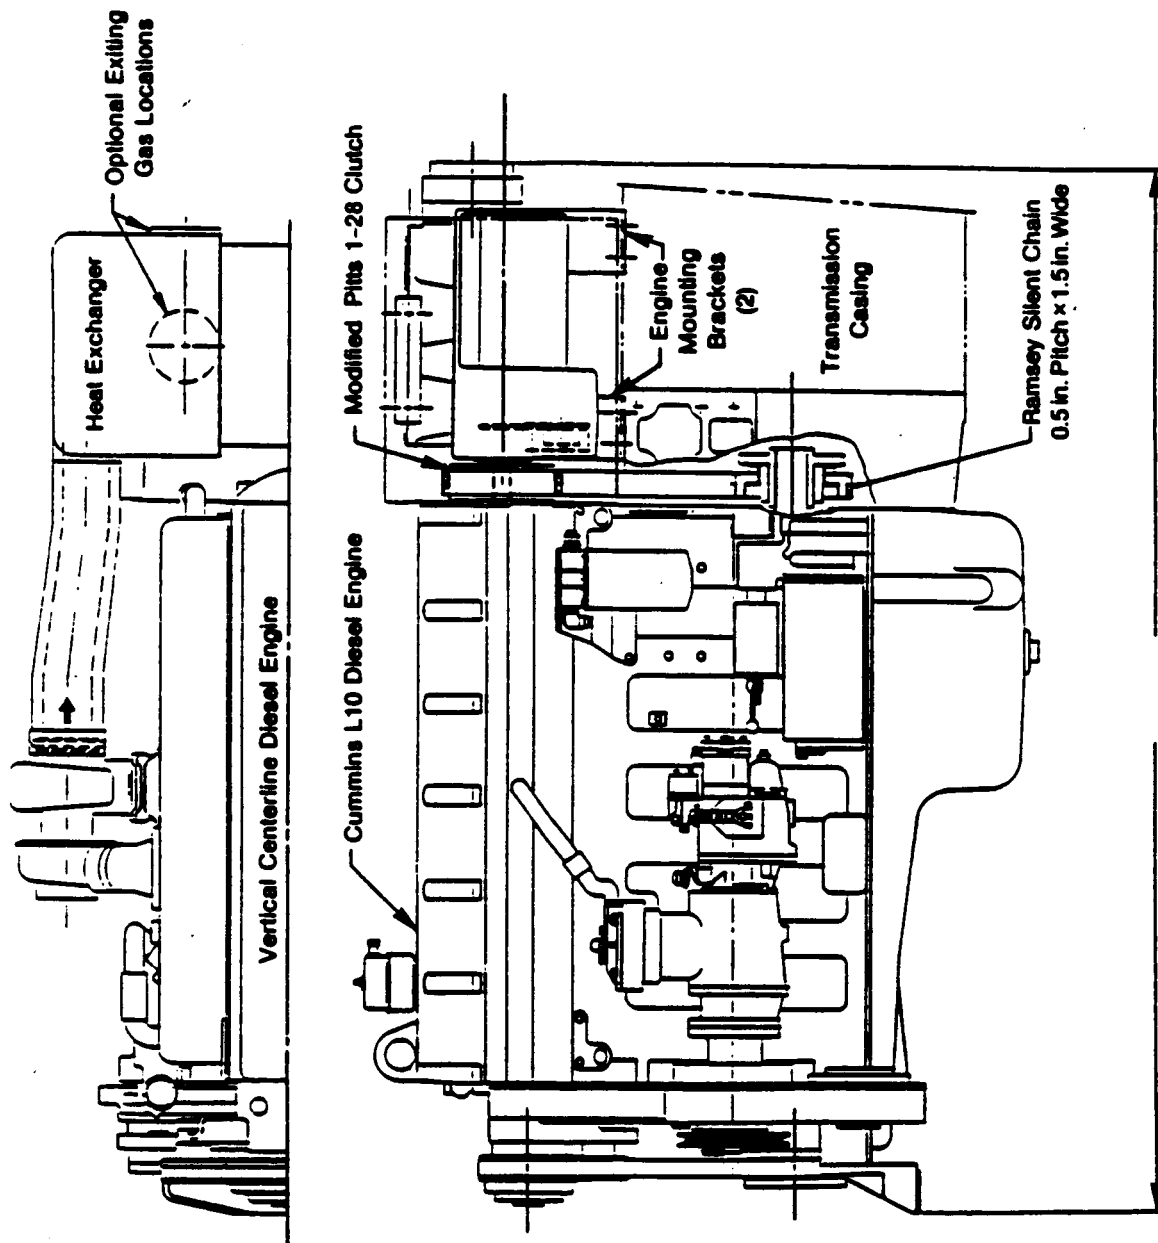 Optional Exiting
Gas Locations
Heat Exchanger
Vertical Centerline Diesel Engine
Modified Pitts 1-28 Clutch
Cummins L10 Diesel Engine
Engine
Mounting
Brackets
(2)
Transmission
Casing
Ramsey Silent Chain
0.5 in. Pitch × 1.5 in. Wide